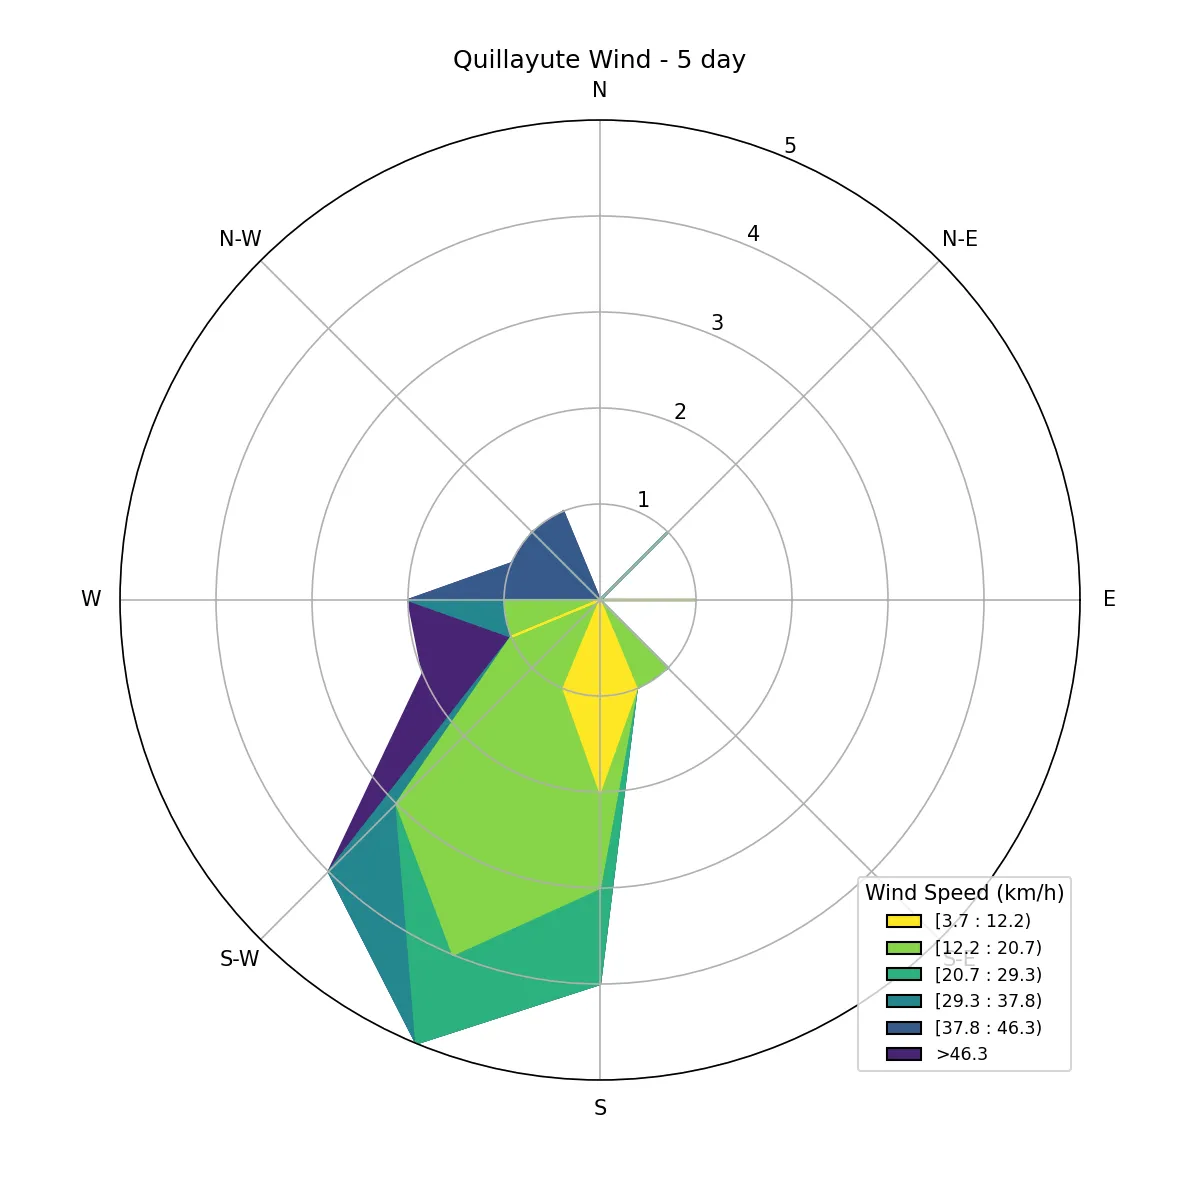 Quillayute Wind - 5 day
N
5
N-W
N-E
4
3
2
1
W
E
S-W
S-E
S
Wind Speed (km/h)
[3.7 : 12.2)
[12.2 : 20.7)
[20.7 : 29.3)
[29.3 : 37.8)
[37.8 : 46.3)
>46.3